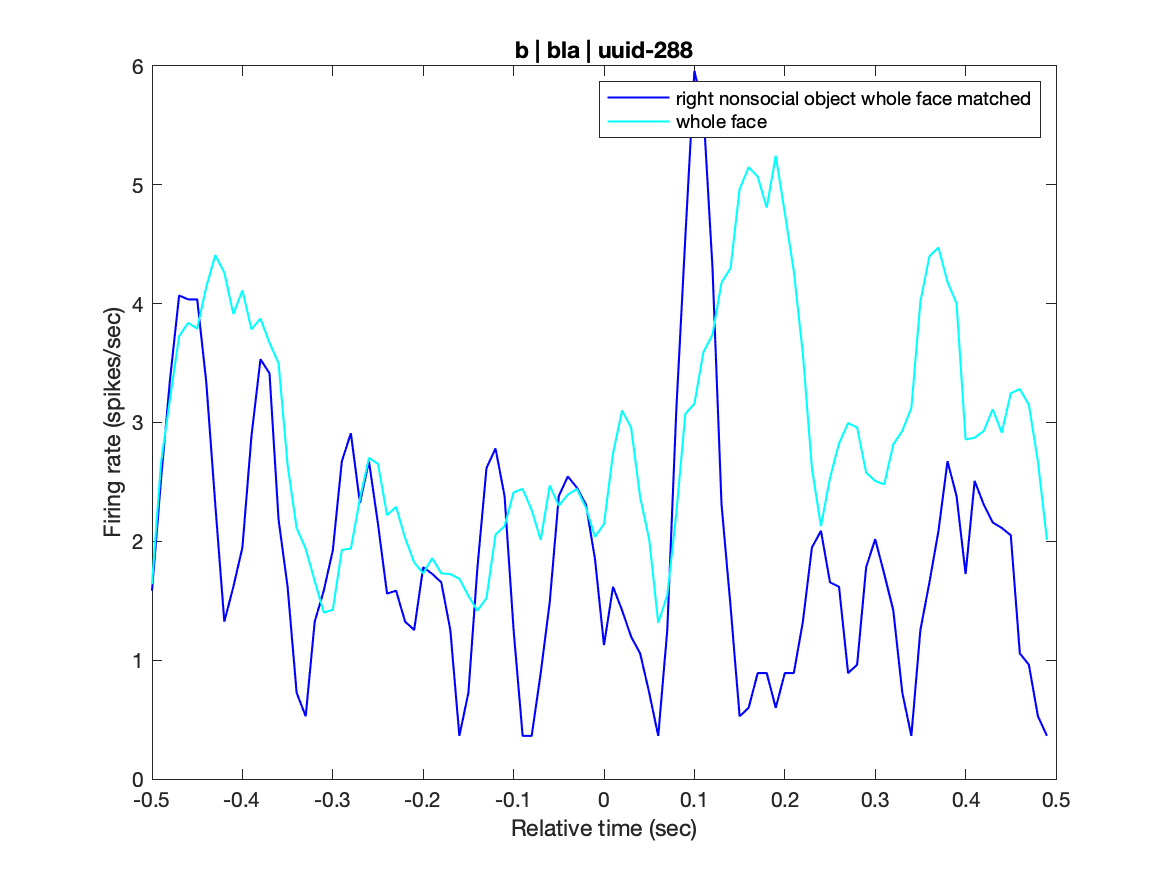 b | bla | uuid-288
right nonsocial object whole face matched
whole face
Firing rate (spikes/sec)
6
5
4
3
2
1
0
-0.5 -0.4 -0.3 -0.2 -0.1 0 0.1 0.2 0.3 0.4 0.5
Relative time (sec)